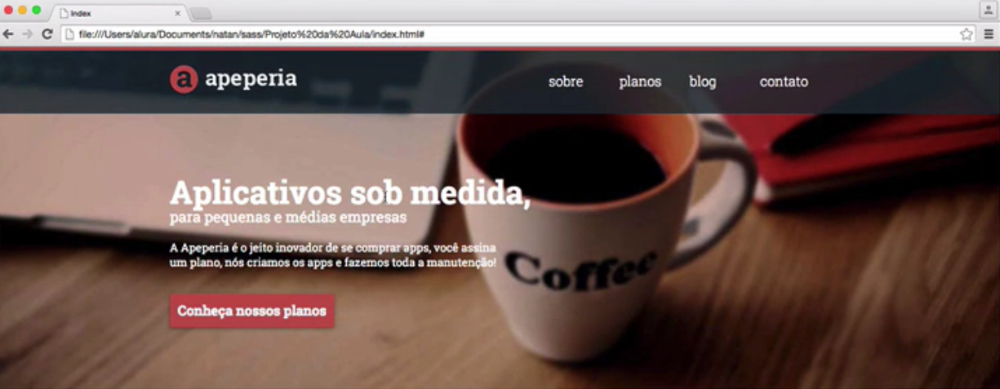 Index
file:///Users/alura/Documents/natan/sass/Projeto%20da%20Aula/index.html#
a apeperia
sobre planos blog contato
Aplicativos sob medida,
para pequenas e médias empresas
A Apeperia é o jeito inovador de se comprar apps, você assina
um plano, nós criamos os apps e fazemos toda a manutenção!
Coffee
Conheça nossos planos